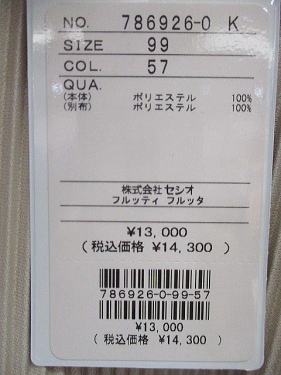 NO. 786926-0 K
SIZE 99
COL. 57
QUA.
(本体) ポリエステル 100%
(別布) ポリエステル 100%
株式会社 セシオ
フルッティ フルッタ
¥13,000
( 税込価格 ¥14,300 )
786926-0-99-57
¥13,000
( 税込価格 ¥14,300 )